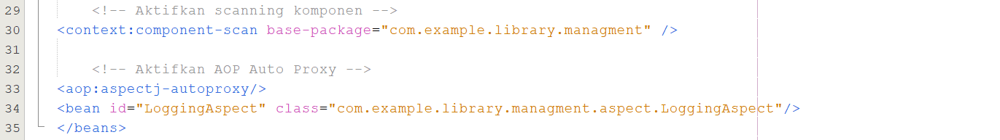 29 <!-- Aktifkan scanning komponen -->
30 <context:component-scan base-package="com.example.library.managment" />
31
32 <!-- Aktifkan AOP Auto Proxy -->
33 <aop:aspectj-autoproxy/>
34 <bean id="LoggingAspect" class="com.example.library.managment.aspect.LoggingAspect"/>
35 </beans>